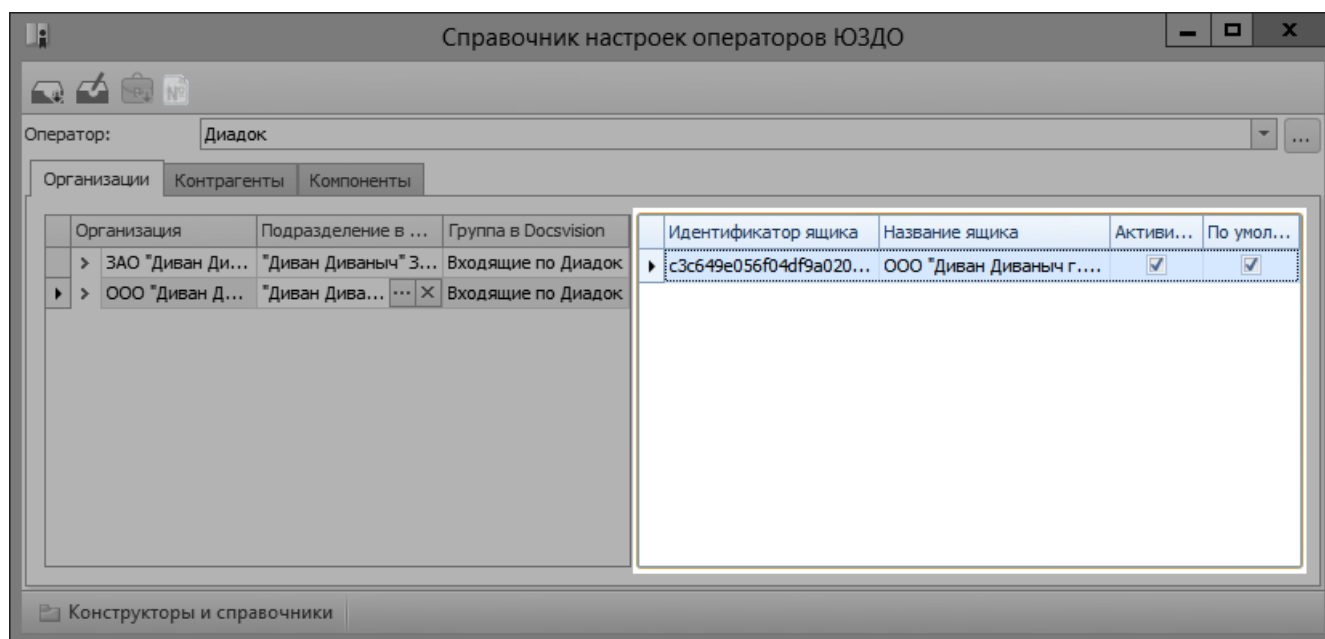 Справочник настроек операторов ЮЗДО
Оператор: Диадок
Организации Контрагенты Компоненты
Организация Подразделение в ... Группа в Docsvision Идентификатор ящика Название ящика Активи... По умол...
ЗАО "Диван Ди... "Диван Диваныч" З... Входящие по Диадок c3c649e056f04df9a020... ООО "Диван Диваныч г....
ООО "Диван Д... "Диван Дива... Входящие по Диадок
Конструкторы и справочники